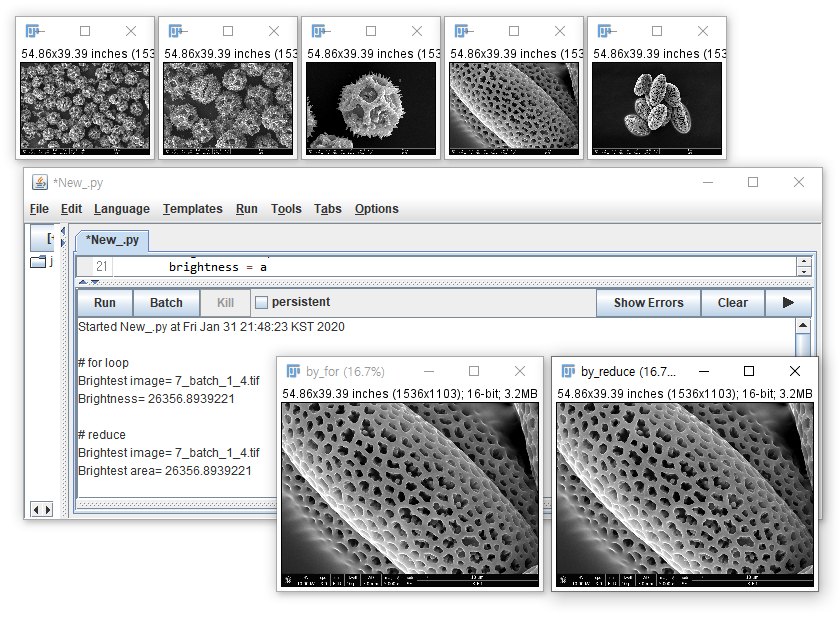 54.86x39.39 inches (153
54.86x39.39 inches (153
54.86x39.39 inches (153
54.86x39.39 inches (153
54.86x39.39 inches (153
*New_.py
File Edit Language Templates Run Tools Tabs Options
*New_.py
21 brightness = a
Run Batch Kill persistent Show Errors Clear
Started New_.py at Fri Jan 31 21:48:23 KST 2020
# for loop
Brightest image= 7_batch_1_4.tif
Brightness= 26356.8939221
# reduce
Brightest image= 7_batch_1_4.tif
Brightest area= 26356.8939221
by_for (16.7%)
54.86x39.39 inches (1536x1103); 16-bit; 3.2MB
by_reduce (16.7...
54.86x39.39 inches (1536x1103); 16-bit; 3.2MB